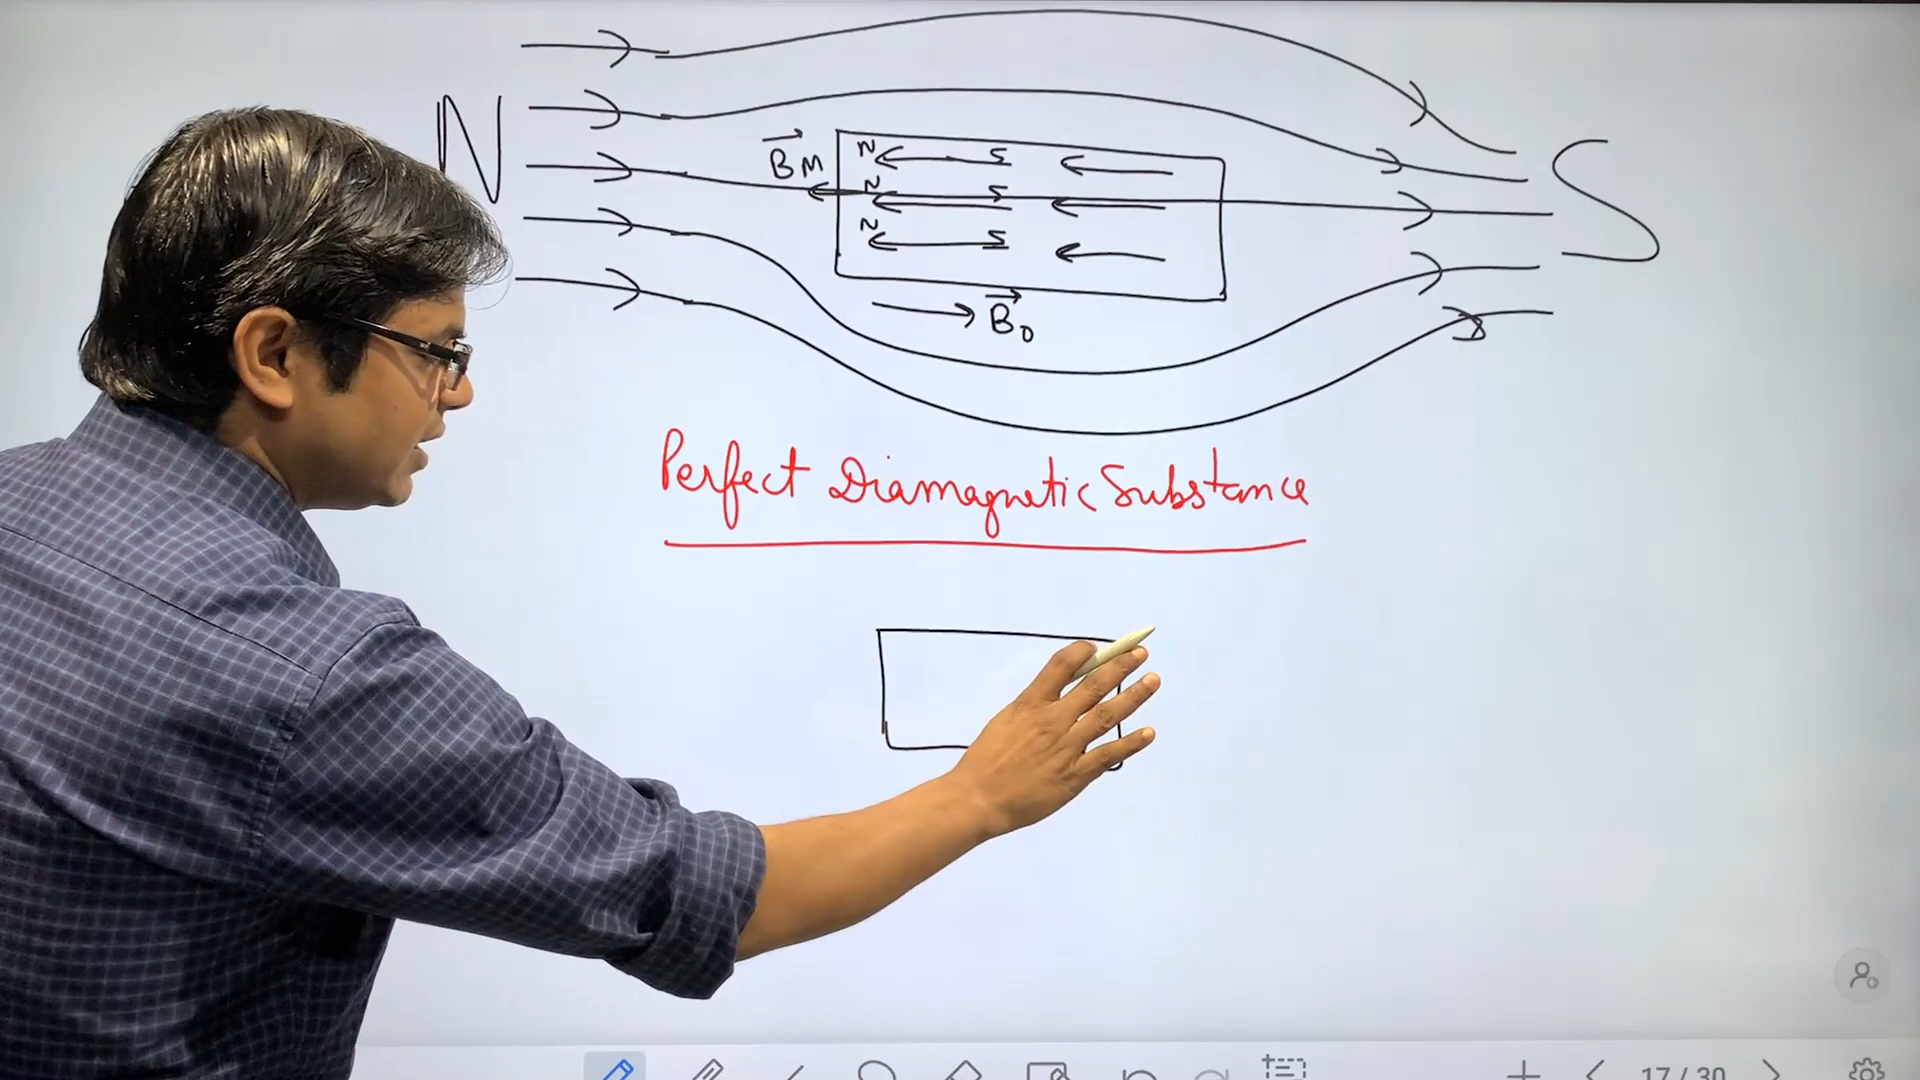 N
S
B⃗M
N S
N S
N S
B⃗0
Perfect Diamagnetic Substance
17 / 30